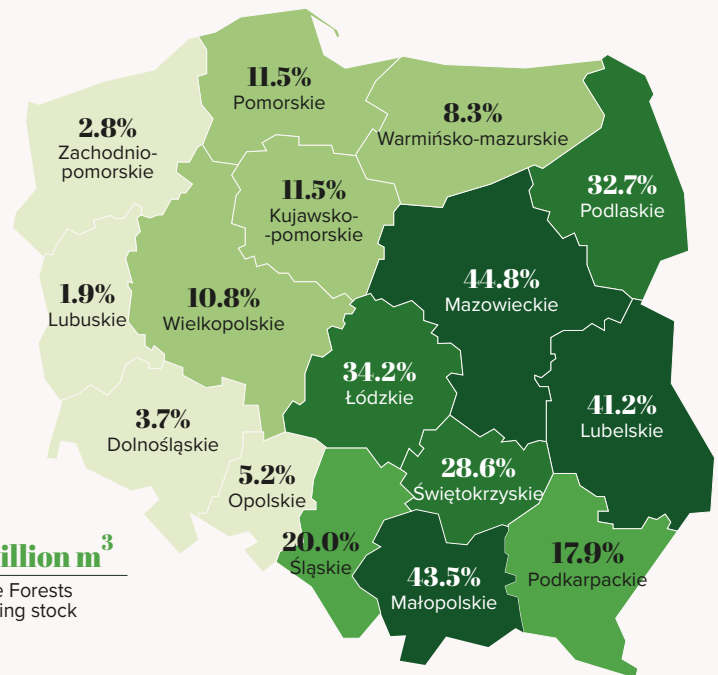 11.5%
Pomorskie
8.3%
Warmińsko-mazurskie
2.8%
Zachodnio-
pomorskie
32.7%
Podlaskie
11.5%
Kujawsko-
-pomorskie
44.8%
Mazowieckie
1.9%
Lubuskie
10.8%
Wielkopolskie
34.2%
Łódzkie
41.2%
Lubelskie
3.7%
Dolnośląskie
5.2%
Opolskie
28.6%
Świętokrzyskie
20.0%
Śląskie
43.5%
Małopolskie
17.9%
Podkarpackie
m³
Forests
stock